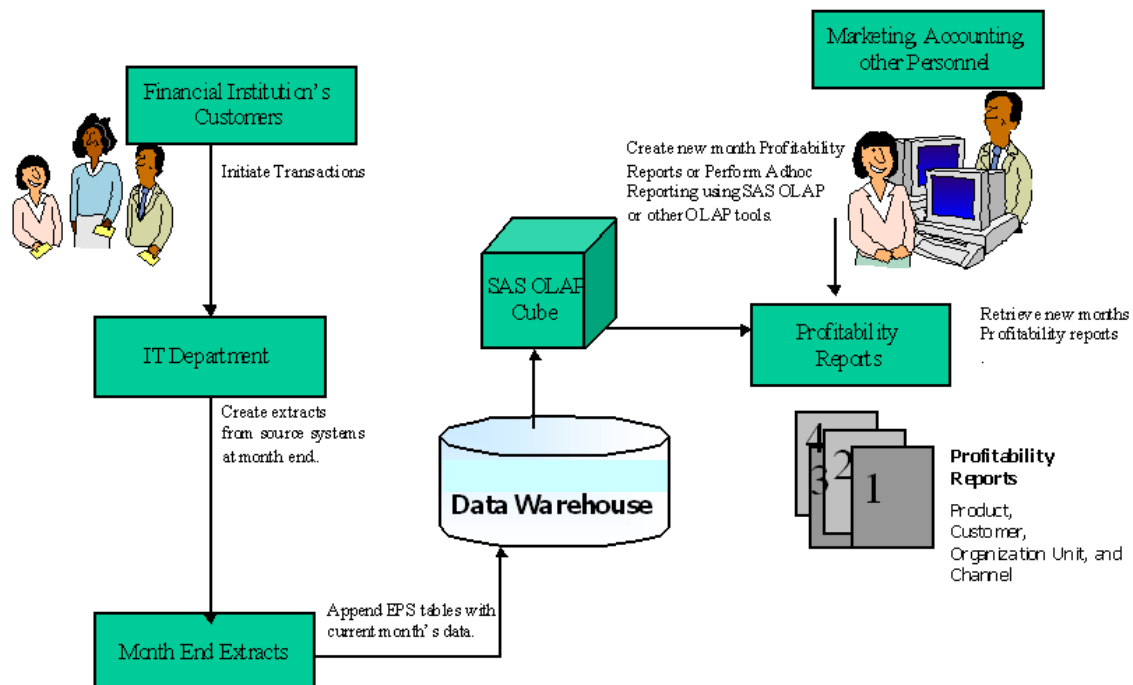 Financial Institution's
Customers
Initiate Transactions
IT Department
Create extracts
from source systems
at month end..
Month End Extracts
Append EPS tables with
current month's data.
Data Warehouse
SAS OLAP
Cube
Marketing, Accounting,
other Personnel
Create new month Profitability
Reports or Perform Adhoc
Reporting using SAS OLAP
or other OLAP tools.
Profitability
Reports
Retrieve new months
Profitability reports
.
4
3
2
1
Profitability
Reports
Product,
Customer,
Organization Unit, and
Channel